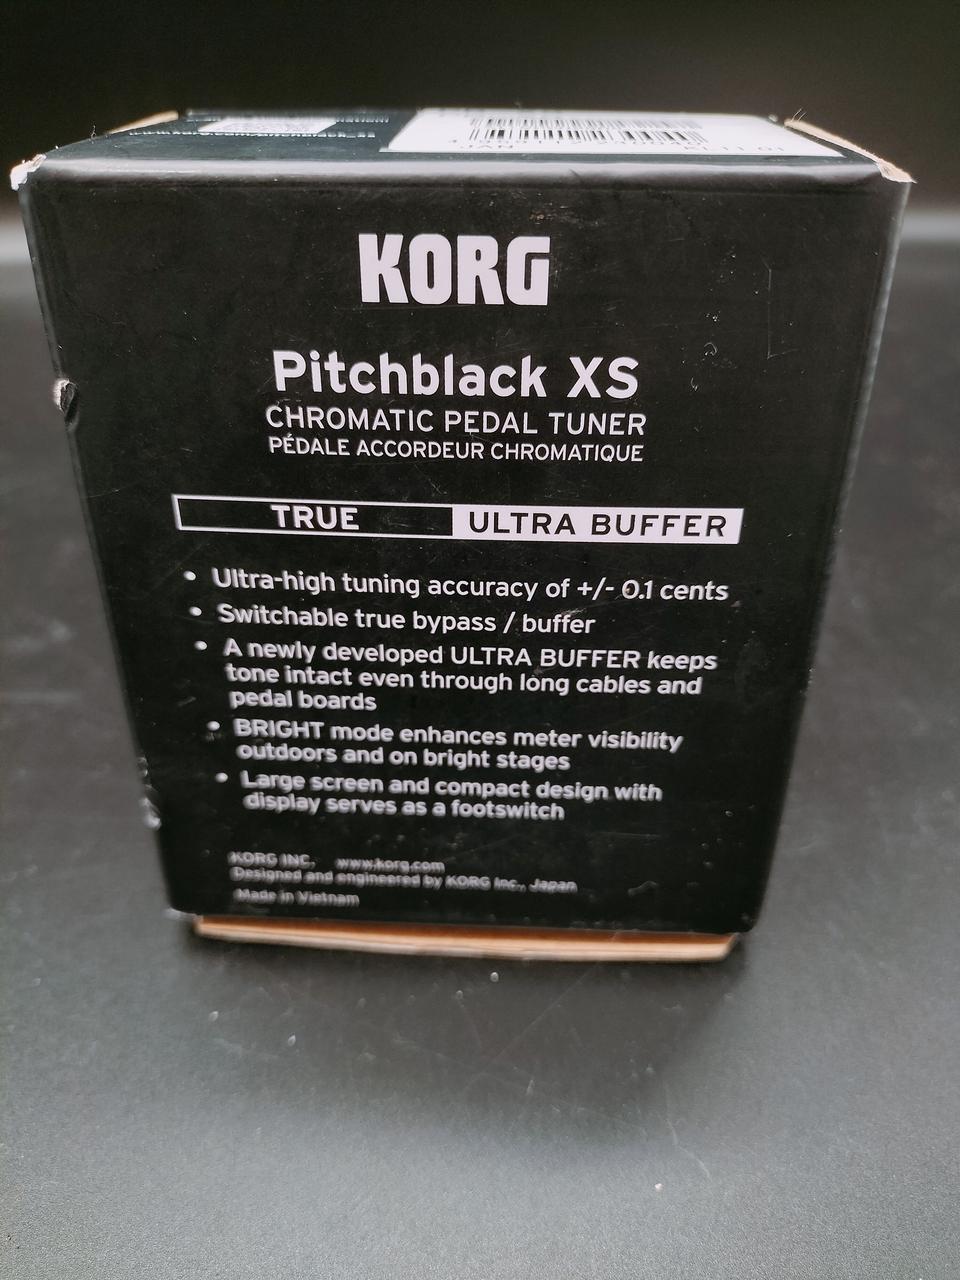 JAN
KORG
Pitchblack XS
CHROMATIC PEDAL TUNER
PÉDALE ACCORDEUR CHROMATIQUE
TRUE ULTRA BUFFER
• Ultra-high tuning accuracy of +/- 0.1 cents
• Switchable true bypass / buffer
• A newly developed ULTRA BUFFER keeps
tone intact even through long cables and
pedal boards
• BRIGHT mode enhances meter visibility
outdoors and on bright stages
• Large screen and compact design with
display serves as a footswitch
KORG INC. www.korg.com
Designed and engineered by KORG Inc., Japan
Made in Vietnam